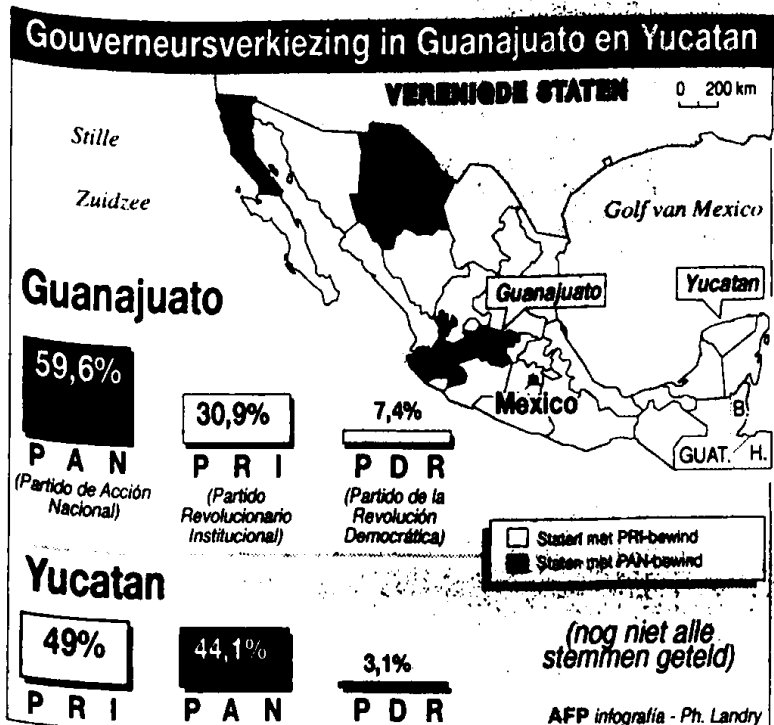 Gouverneursverkiezing in Guanajuato en Yucatan
VERENIGDE STATEN
0 200 km
Stille
Zuidzee
Golf van Mexico
Guanajuato
Yucatan
Mexico
B.
GUAT. H.
Guanajuato
59,6%
P A N
(Partido de Acción
Nacional)
30,9%
P R I
(Partido
Revolucionario
Institucional)
7,4%
P D R
(Partido de la
Revolución
Democrática)
Staten met PRI-bewind
Staten met PAN-bewind
Yucatan
49%
P R I
44,1%
P A N
3,1%
P D R
(nog niet alle
stemmen geteld)
AFP infografía - Ph. Landry